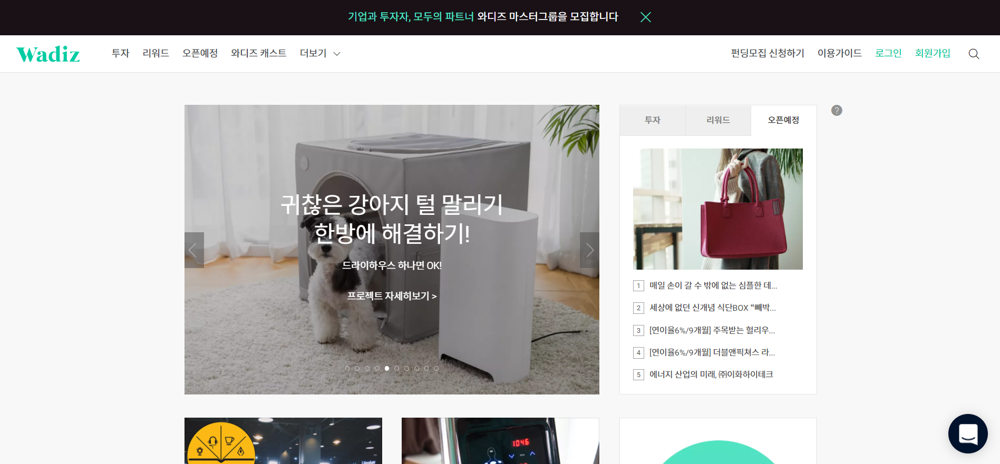 기업과 투자자, 모두의 파트너 와디즈 마스터그룹을 모집합니다
Wadiz
투자
리워드
오픈예정
와디즈 캐스트
더보기
펀딩모집 신청하기
이용가이드
로그인
회원가입
귀찮은 강아지 털 말리기
한방에 해결하기!
드라이하우스 하나면 OK!
프로젝트 자세히보기 >
투자
리워드
오픈예정
?
1 매일 손이 갈 수 밖에 없는 심플한 데...
2 세상에 없던 신개념 식단BOX “빼박...
3 [연이율6%/9개월] 주목받는 헐리우...
4 [연이율6%/9개월] 더블앤픽쳐스 라...
5 에너지 산업의 미래, ㈜이화하이테크
1046